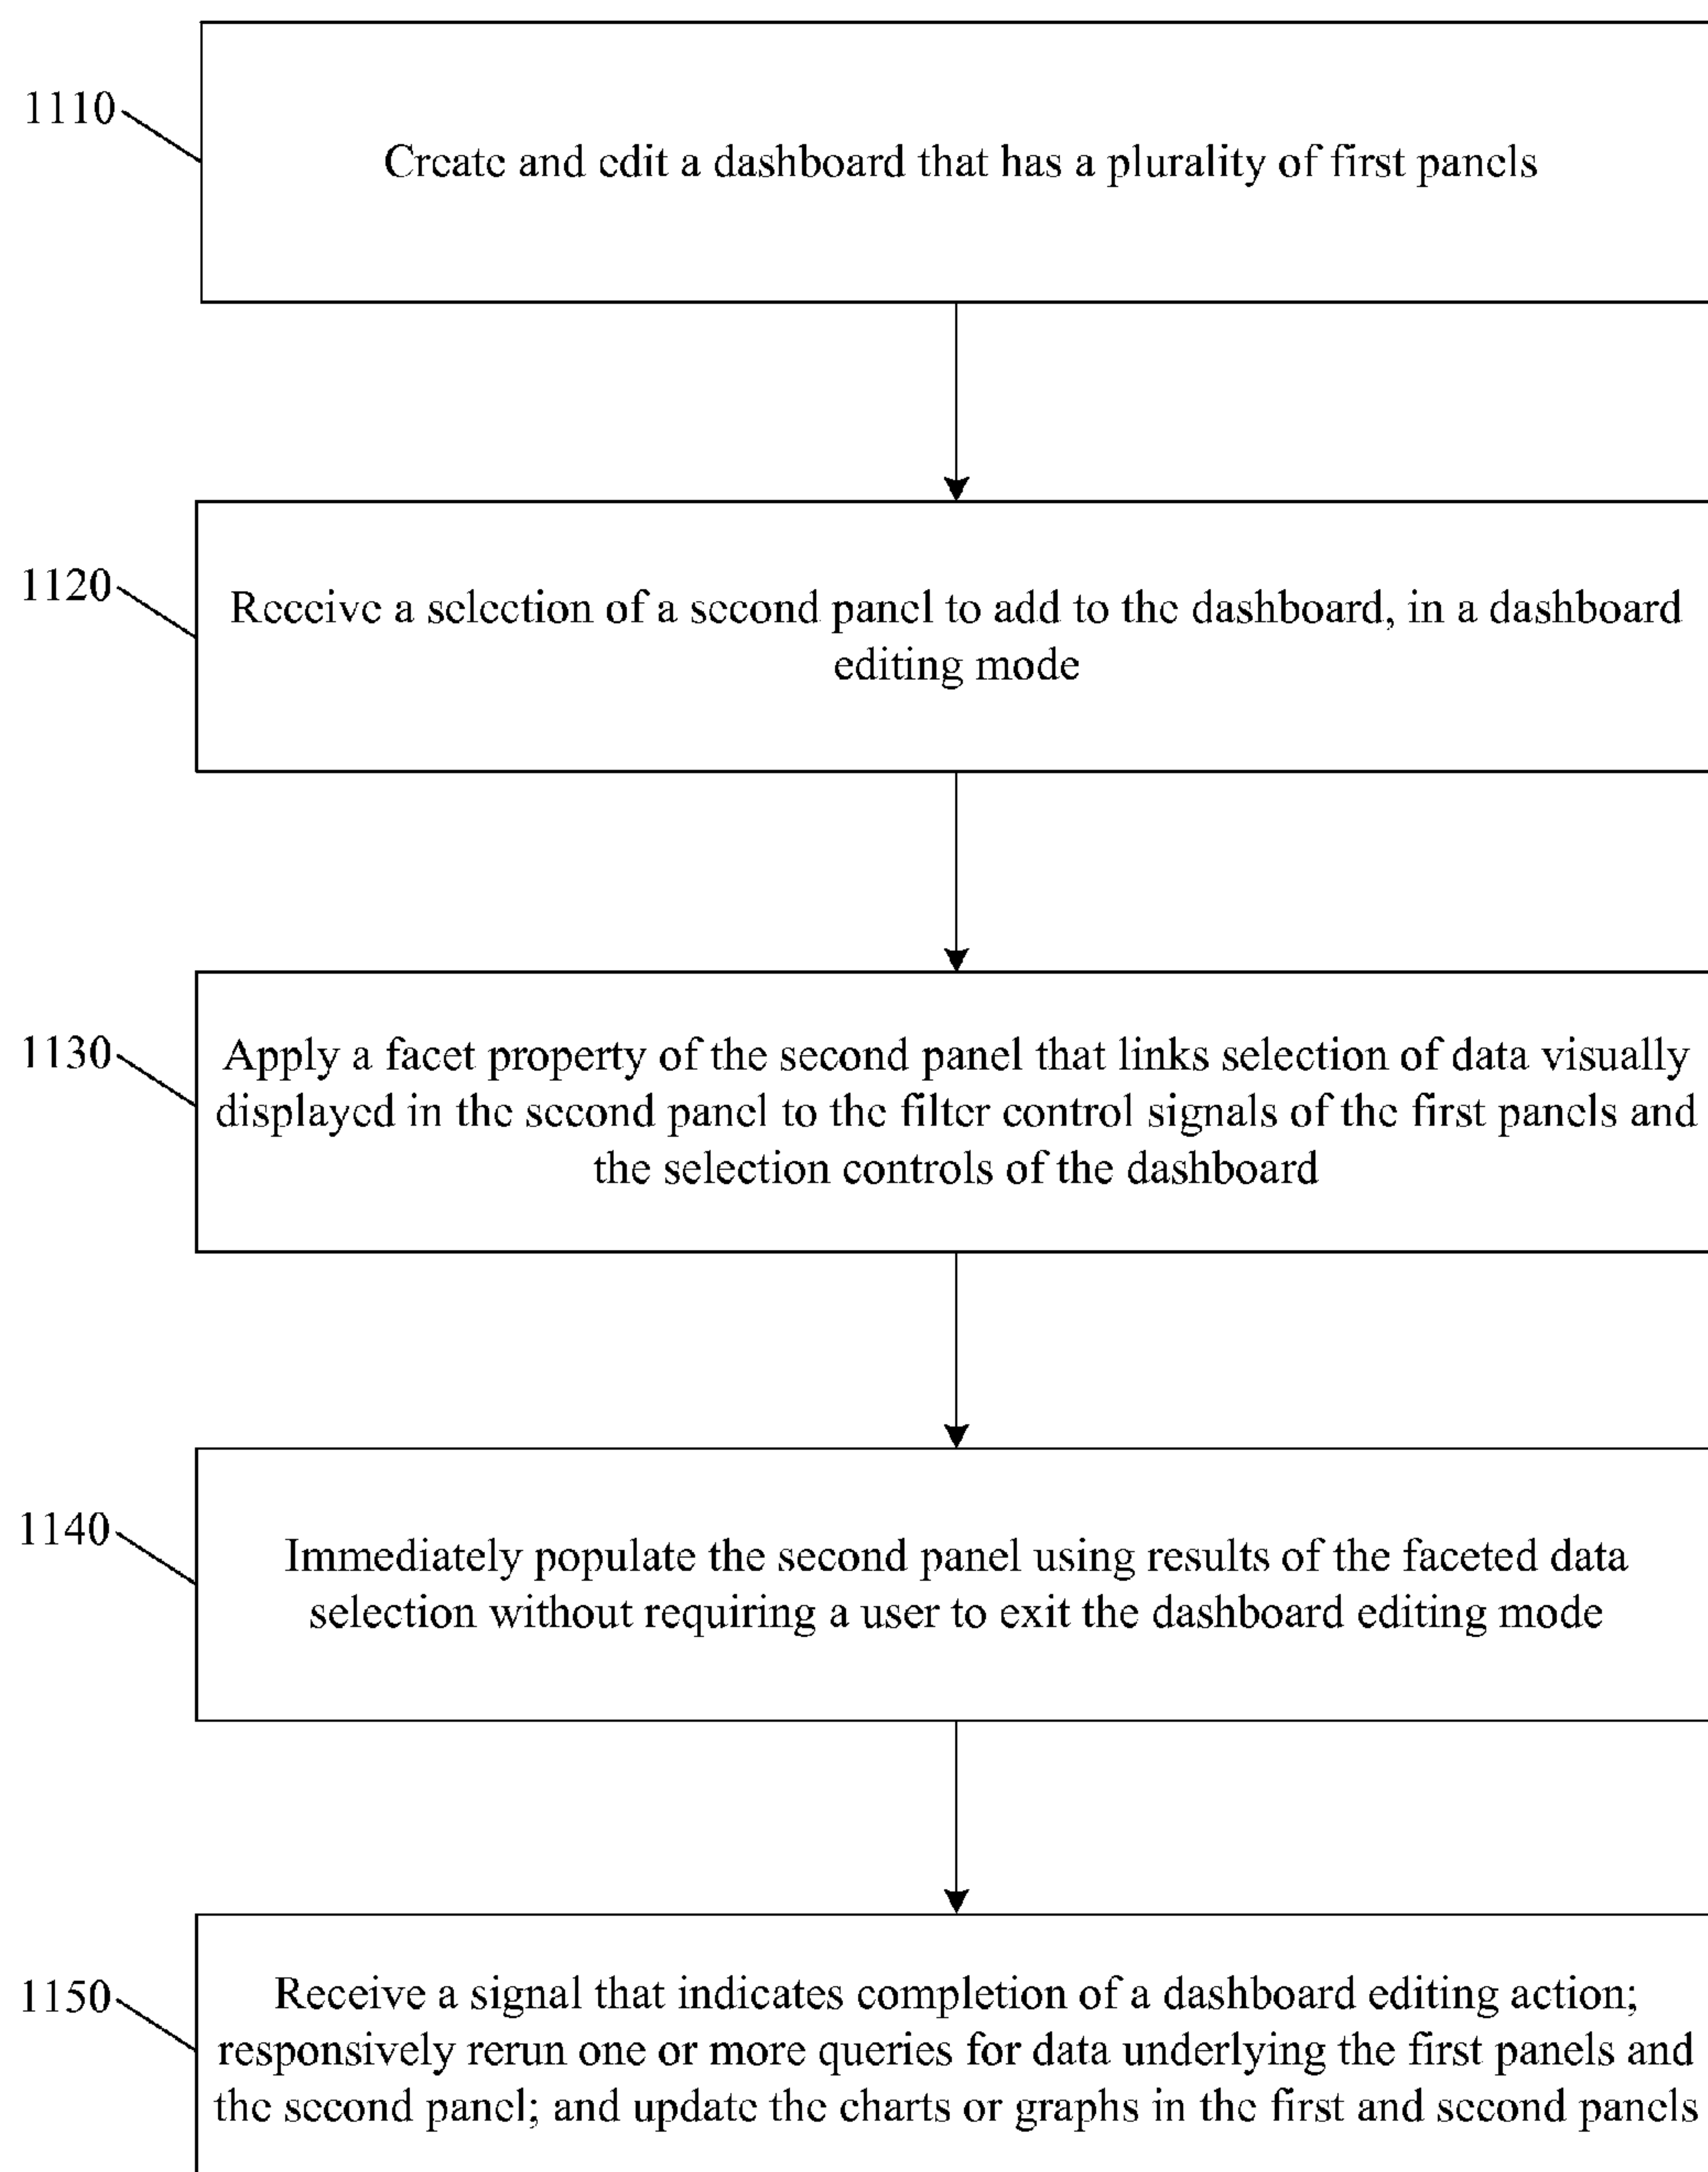 1110
Create and edit a dashboard that has a plurality of first panels
1120
Receive a selection of a second panel to add to the dashboard, in a dashboard
editing mode
1130
Apply a facet property of the second panel that links selection of data visually
displayed in the second panel to the filter control signals of the first panels and
the selection controls of the dashboard
1140
Immediately populate the second panel using results of the faceted data
selection without requiring a user to exit the dashboard editing mode
1150
Receive a signal that indicates completion of a dashboard editing action;
responsively rerun one or more queries for data underlying the first panels and
the second panel; and update the charts or graphs in the first and second panels